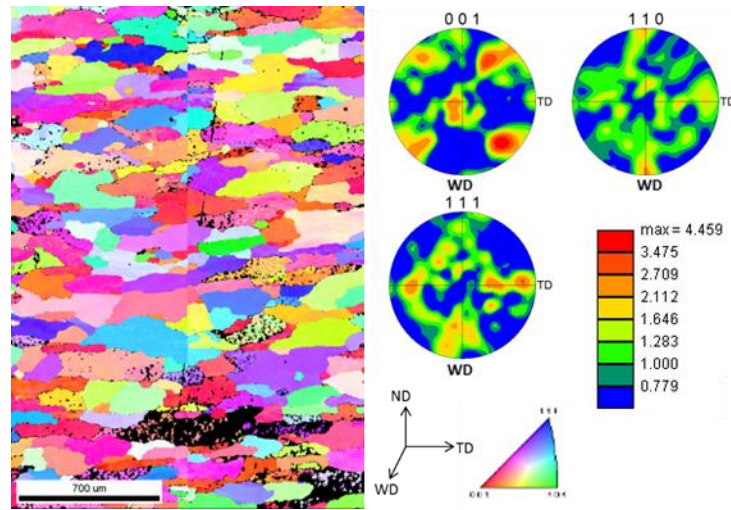 0 0 1
1 1 0
TD
TD
WD
WD
1 1 1
TD
WD
max = 4.459
3.475
2.709
2.112
1.646
1.283
1.000
0.779
ND
TD
WD
111
001
101
700 um